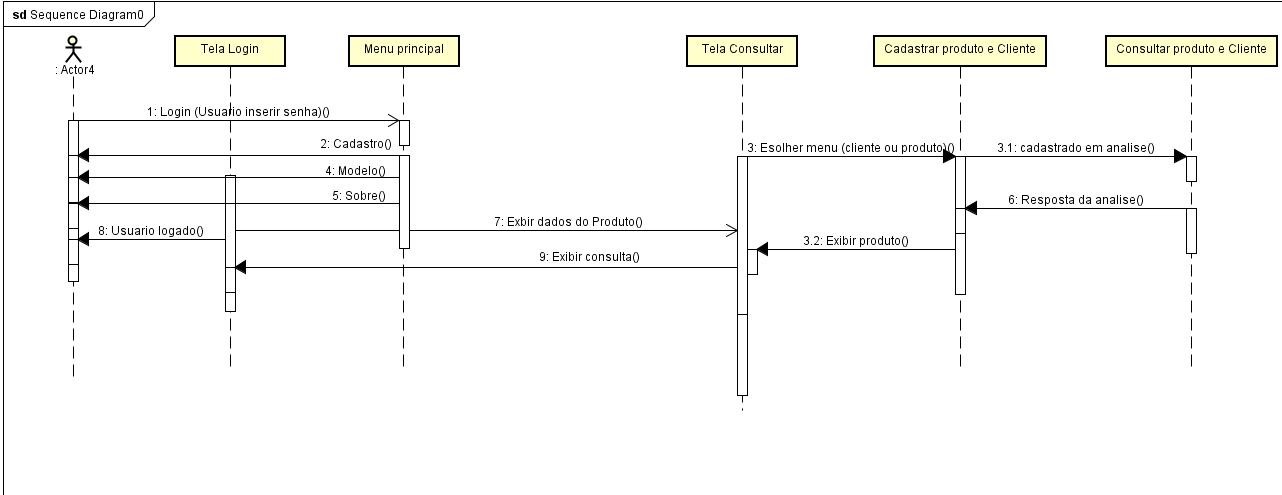 sd Sequence Diagram0
: Actor4
Tela Login
Menu principal
Tela Consultar
Cadastrar produto e Cliente
Consultar produto e Cliente
1: Login (Usuario inserir senha)()
2: Cadastro()
3: Esolher menu (cliente ou produto)()
3.1: cadastrado em analise()
4: Modelo()
5: Sobre()
6: Resposta da analise()
7: Exbir dados do Produto()
8: Usuario logado()
3.2: Exibir produto()
9: Exibir consulta()